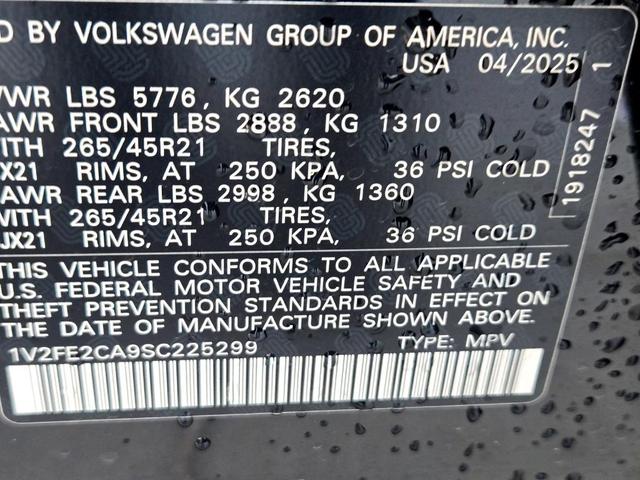 D BY VOLKSWAGEN GROUP OF AMERICA, INC.
USA 04/2025
VWR LBS 5776, KG 2620
AWR FRONT LBS 2888, KG 1310
ITH 265/45R21 TIRES,
X21 RIMS, AT 250 KPA, 36 PSI COLD
AWR REAR LBS 2998, KG 1360
WITH 265/45R21 TIRES,
JX21 RIMS, AT 250 KPA, 36 PSI COLD
THIS VEHICLE CONFORMS TO ALL APPLICABLE
U.S. FEDERAL MOTOR VEHICLE SAFETY AND
THEFT PREVENTION STANDARDS IN EFFECT ON
THE DATE OF MANUFACTURE SHOWN ABOVE.
1V2FE2CA9SC225299 TYPE: MPV
1918247 1